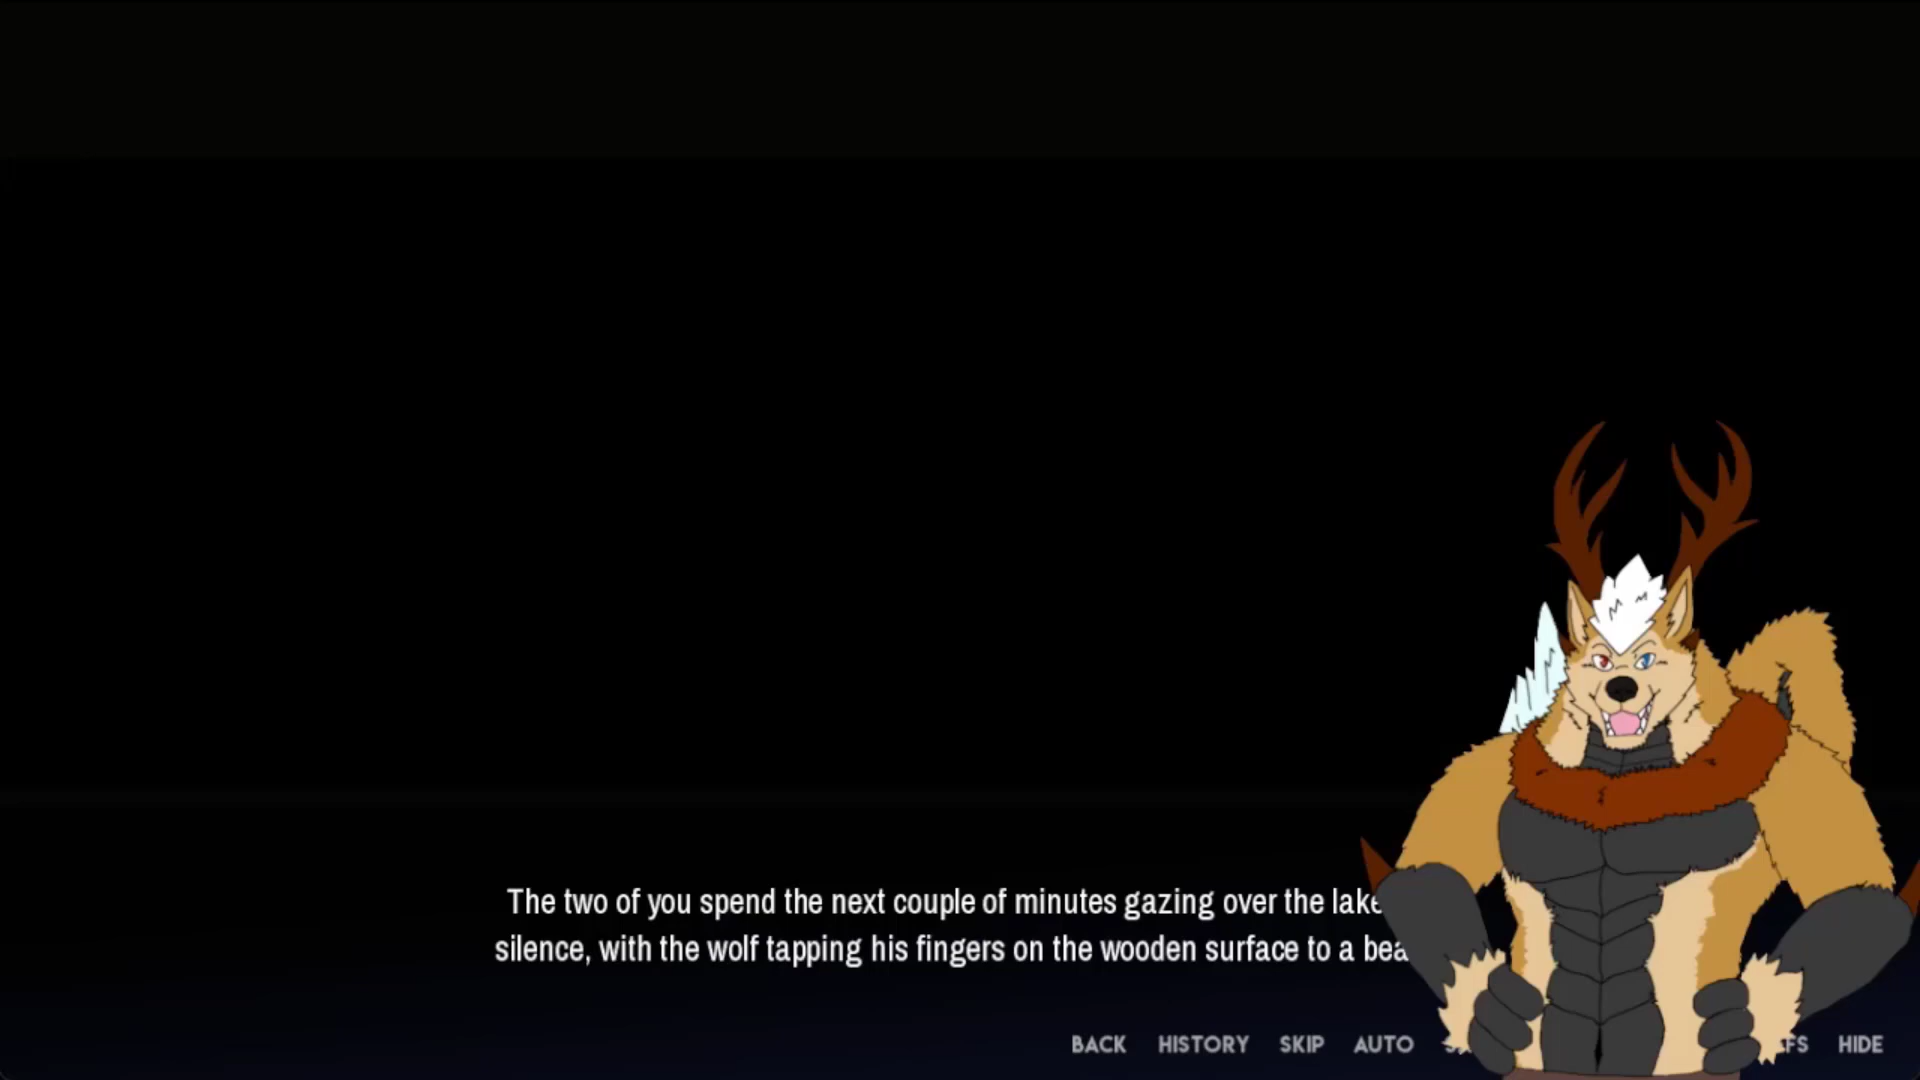 The two of you spend the next couple of minutes gazing over the lake
silence, with the wolf tapping his fingers on the wooden surface to a
BACK HISTORY SKIP AUTO HIDE